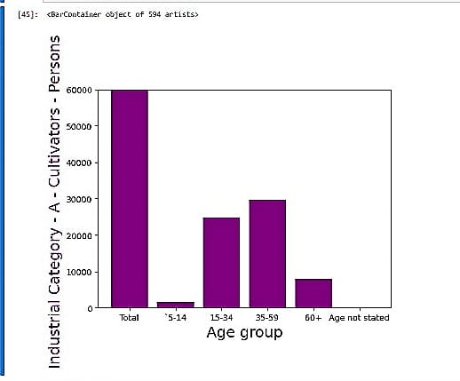 [45]: <BarContainer object of 594 artists>
Industrial Category - A - Cultivators - Persons
60000
50000
40000
30000
20000
10000
0
Total `5-14 15-34 35-59 60+ Age not stated
Age group